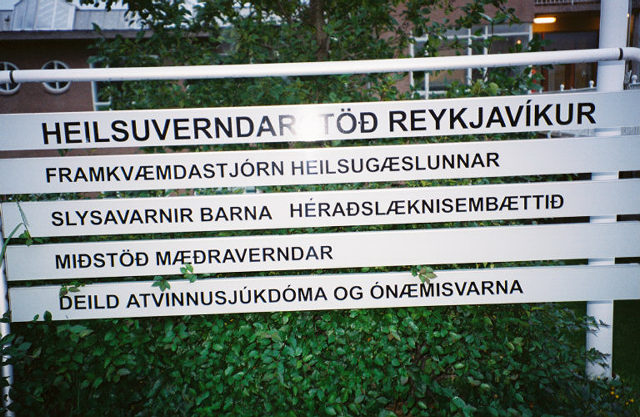 HEILSUVERNDARSTÖÐ REYKJAVÍKUR
FRAMKVÆMDASTJÓRN HEILSUGÆSLUNNAR
SLYSAVARNIR BARNA HÉRAÐSLÆKNISEMBÆTTIÐ
MIÐSTÖÐ MÆÐRAVERNDAR
DEILD ATVINNUSJÚKDÓMA OG ÓNÆMISVARNA